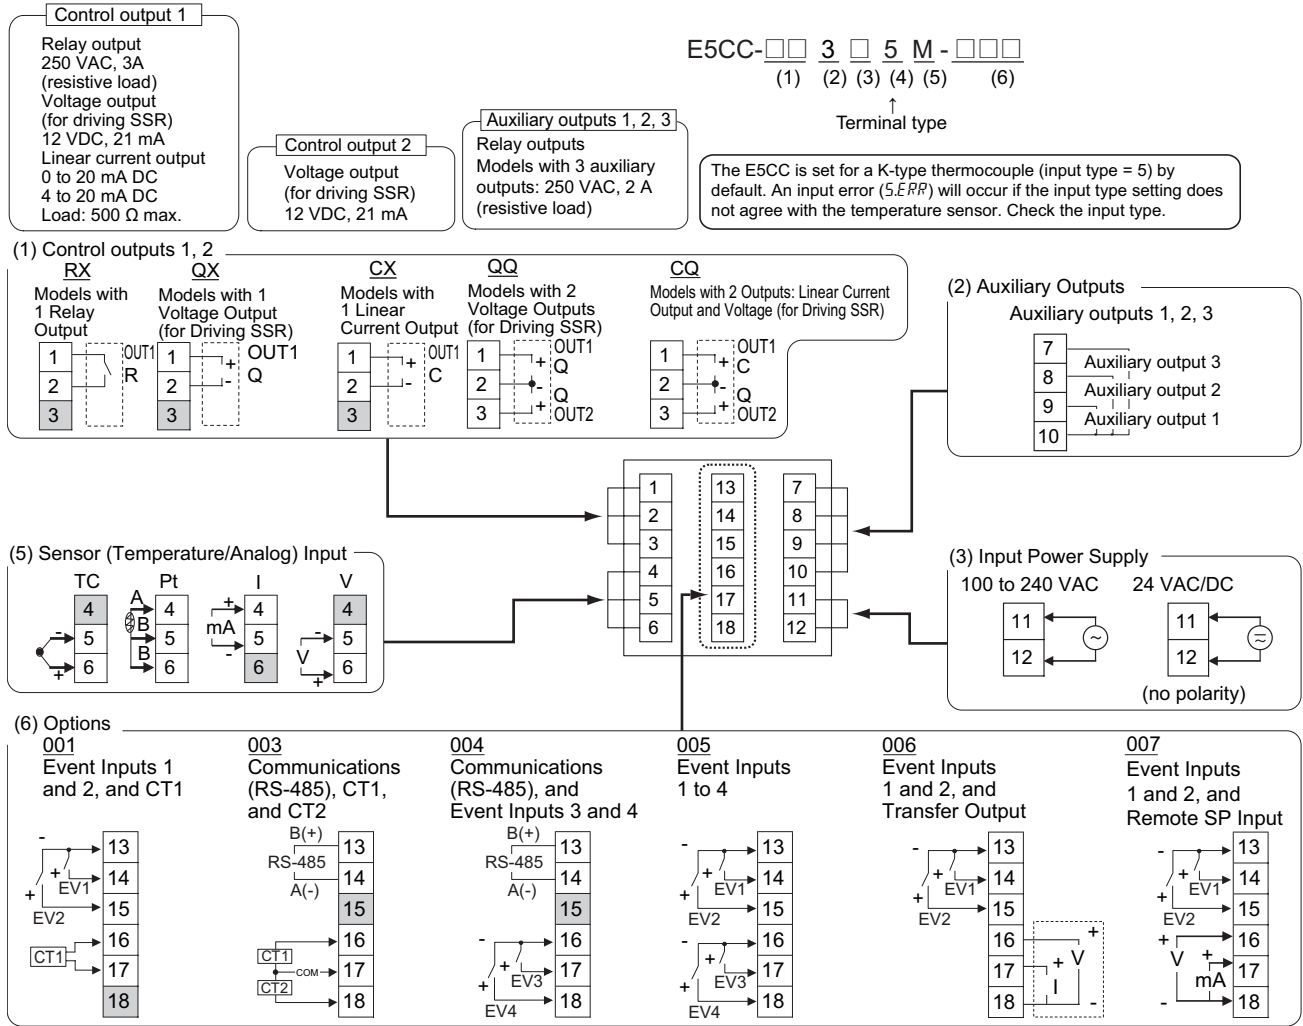 Control output 1
Relay output
250 VAC, 3A
(resistive load)
Voltage output
(for driving SSR)
12 VDC, 21 mA
Linear current output
0 to 20 mA DC
4 to 20 mA DC
Load: 500 Ω max.
Control output 2
Voltage output
(for driving SSR)
12 VDC, 21 mA
Auxiliary outputs 1, 2, 3
Relay outputs
Models with 3 auxiliary
outputs: 250 VAC, 2 A
(resistive load)
E5CC-□□ 3 □ 5 M - □□□
(1) (2) (3) (4) (5) (6)
↑
Terminal type
The E5CC is set for a K-type thermocouple (input type = 5) by
default. An input error (S.ERR) will occur if the input type setting does
not agree with the temperature sensor. Check the input type.
(1) Control outputs 1, 2
RX
Models with
1 Relay
Output
1
2
3
OUT1
R
QX
Models with 1
Voltage Output
(for Driving SSR)
1
2
3
+
-
OUT1
Q
CX
Models with
1 Linear
Current Output
1
2
3
+
-
OUT1
C
QQ
Models with 2
Voltage Outputs
(for Driving SSR)
1
2
3
+
-
+
OUT1
Q
Q
OUT2
CQ
Models with 2 Outputs: Linear Current
Output and Voltage (for Driving SSR)
1
2
3
+
-
+
OUT1
C
Q
OUT2
(2) Auxiliary Outputs
Auxiliary outputs 1, 2, 3
7
8
9
10
Auxiliary output 3
Auxiliary output 2
Auxiliary output 1
1
2
3
4
5
6
13
14
15
16
17
18
7
8
9
10
11
12
(5) Sensor (Temperature/Analog) Input
TC
4
5
6
-
+
Pt
A
B
B
4
5
6
I
+
mA
-
4
5
6
V
-
V
+
4
5
6
(3) Input Power Supply
100 to 240 VAC
11
12
24 VAC/DC
11
12
(no polarity)
(6) Options
001
Event Inputs 1
and 2, and CT1
-
+
+
EV1
EV2
CT1
13
14
15
16
17
18
003
Communications
(RS-485), CT1,
and CT2
B(+)
RS-485
A(-)
CT1
COM
CT2
13
14
15
16
17
18
004
Communications
(RS-485), and
Event Inputs 3 and 4
B(+)
RS-485
A(-)
-
+
+
EV3
EV4
13
14
15
16
17
18
005
Event Inputs
1 to 4
-
+
+
EV1
EV2
-
+
+
EV3
EV4
13
14
15
16
17
18
006
Event Inputs
1 and 2, and
Transfer Output
-
+
+
EV1
EV2
13
14
15
16
17
18
+
+
V
I
-
007
Event Inputs
1 and 2, and
Remote SP Input
-
+
+
EV1
EV2
+
V
+
mA
-
13
14
15
16
17
18